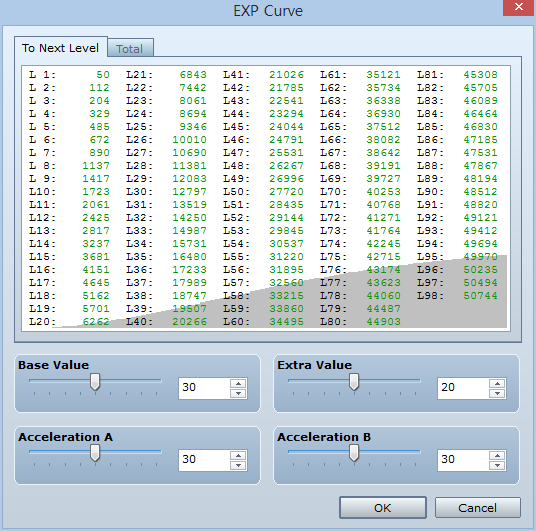 EXP Curve
To Next Level Total
L 1: 50 L21: 6843 L41: 21026 L61: 35121 L81: 45308
L 2: 112 L22: 7442 L42: 21785 L62: 35734 L82: 45705
L 3: 204 L23: 8061 L43: 22541 L63: 36338 L83: 46089
L 4: 329 L24: 8694 L44: 23294 L64: 36930 L84: 46464
L 5: 485 L25: 9346 L45: 24044 L65: 37512 L85: 46830
L 6: 672 L26: 10010 L46: 24791 L66: 38082 L86: 47185
L 7: 890 L27: 10690 L47: 25531 L67: 38642 L87: 47531
L 8: 1137 L28: 11381 L48: 26267 L68: 39191 L88: 47867
L 9: 1417 L29: 12083 L49: 26996 L69: 39727 L89: 48194
L10: 1723 L30: 12797 L50: 27720 L70: 40253 L90: 48512
L11: 2061 L31: 13519 L51: 28435 L71: 40768 L91: 48820
L12: 2425 L32: 14250 L52: 29144 L72: 41271 L92: 49121
L13: 2817 L33: 14987 L53: 29845 L73: 41764 L93: 49412
L14: 3237 L34: 15731 L54: 30537 L74: 42245 L94: 49694
L15: 3681 L35: 16480 L55: 31220 L75: 42715 L95: 49970
L16: 4151 L36: 17233 L56: 31895 L76: 43174 L96: 50235
L17: 4645 L37: 17989 L57: 32560 L77: 43623 L97: 50494
L18: 5162 L38: 18747 L58: 33215 L78: 44060 L98: 50744
L19: 5701 L39: 19507 L59: 33860 L79: 44487
L20: 6262 L40: 20266 L60: 34495 L80: 44903
Base Value Extra Value
30 20
Acceleration A Acceleration B
30 30
OK Cancel